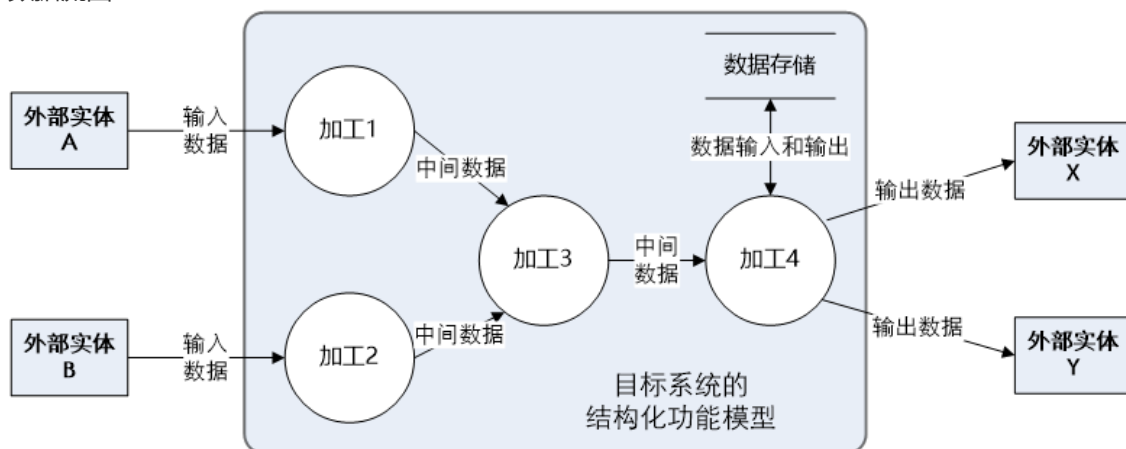 外部实体
A
输入
数据
加工1
中间数据
数据存储
数据输入和输出
外部实体
X
输出数据
加工3
中间
数据
加工4
外部实体
B
输入
数据
加工2
中间数据
输出数据
外部实体
Y
目标系统的
结构化功能模型